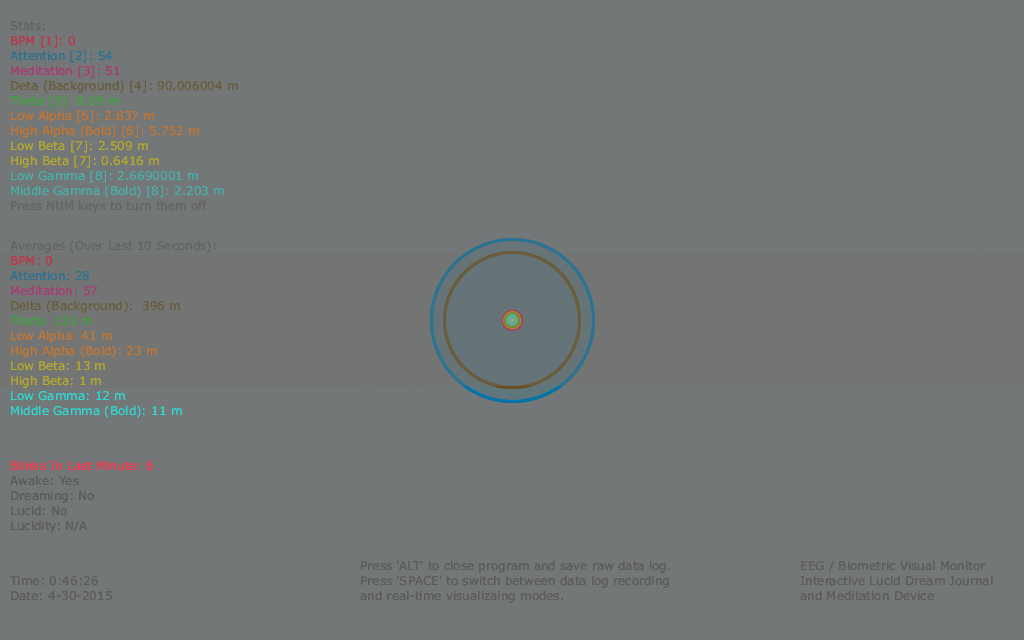 Stats:
BPM [1]: 0
Attention [2]: 54
Meditation [3]: 51
Deta (Background) [4]: 90.006004 m
Low Alpha [6]: 2.837 m
High Alpha (Bold) [6]: 5.752 m
Low Beta [7]: 2.509 m
High Beta [7]: 0.6416 m
Low Gamma [8]: 2.6690001 m
Middle Gamma (Bold) [8]: 2.203 m
Press NUM keys to turn them off
Averages (Over Last 10 Seconds):
BPM: 0
Attention: 28
Meditation: 57
Delta (Background): 396 m
Theta: 133 m
Low Alpha: 41 m
High Alpha (Bold): 23 m
Low Beta: 13 m
High Beta: 1 m
Low Gamma: 12 m
Middle Gamma (Bold): 11 m
Blinks In Last Minute: 6
Awake: Yes
Dreaming: No
Lucid: No
Lucidity: N/A
Time: 0:46:26
Date: 4-30-2015
Press 'ALT' to close program and save raw data log.
Press 'SPACE' to switch between data log recording
and real-time visualizaing modes.
EEG / Biometric Visual Monitor
Interactive Lucid Dream Journal
and Meditation Device